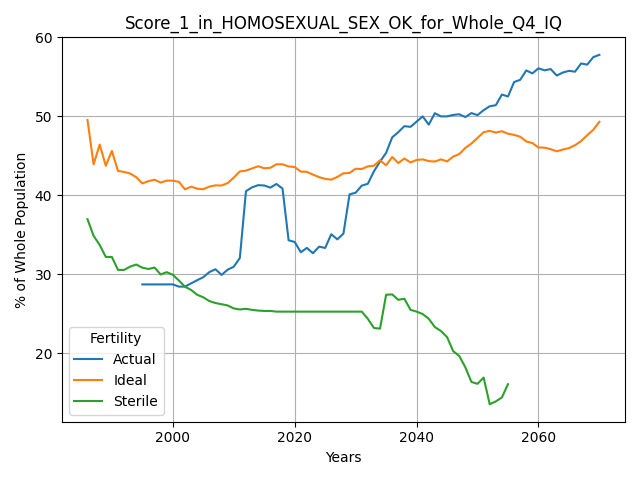 Score_1_in_HOMOSEXUAL_SEX_OK_for_Whole_Q4_IQ
% of Whole Population
60
50
40
30
20
Fertility
Actual
Ideal
Sterile
2000
2020
2040
2060
Years